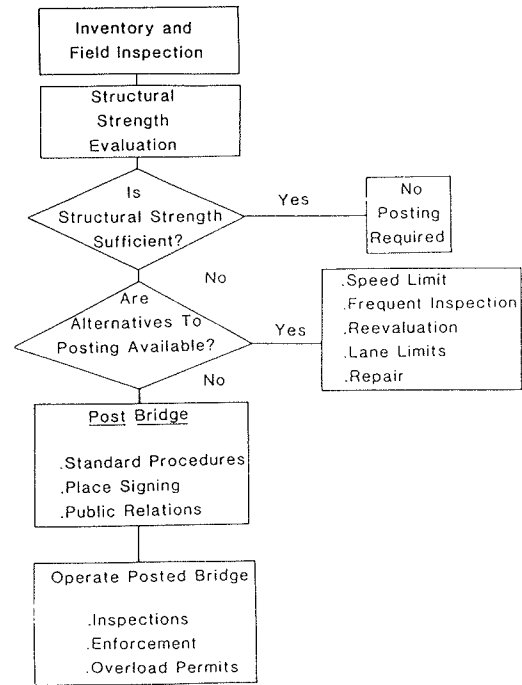 Inventory and
Field Inspection
Structural
Strength
Evaluation
Is
Structural Strength
Sufficient?
Yes
No
Posting
Required
No
Are
Alternatives To
Posting Available?
Yes
.Speed Limit
.Frequent Inspection
.Reevaluation
.Lane Limits
.Repair
No
Post Bridge
.Standard Procedures
.Place Signing
.Public Relations
Operate Posted Bridge
.Inspections
.Enforcement
.Overload Permits